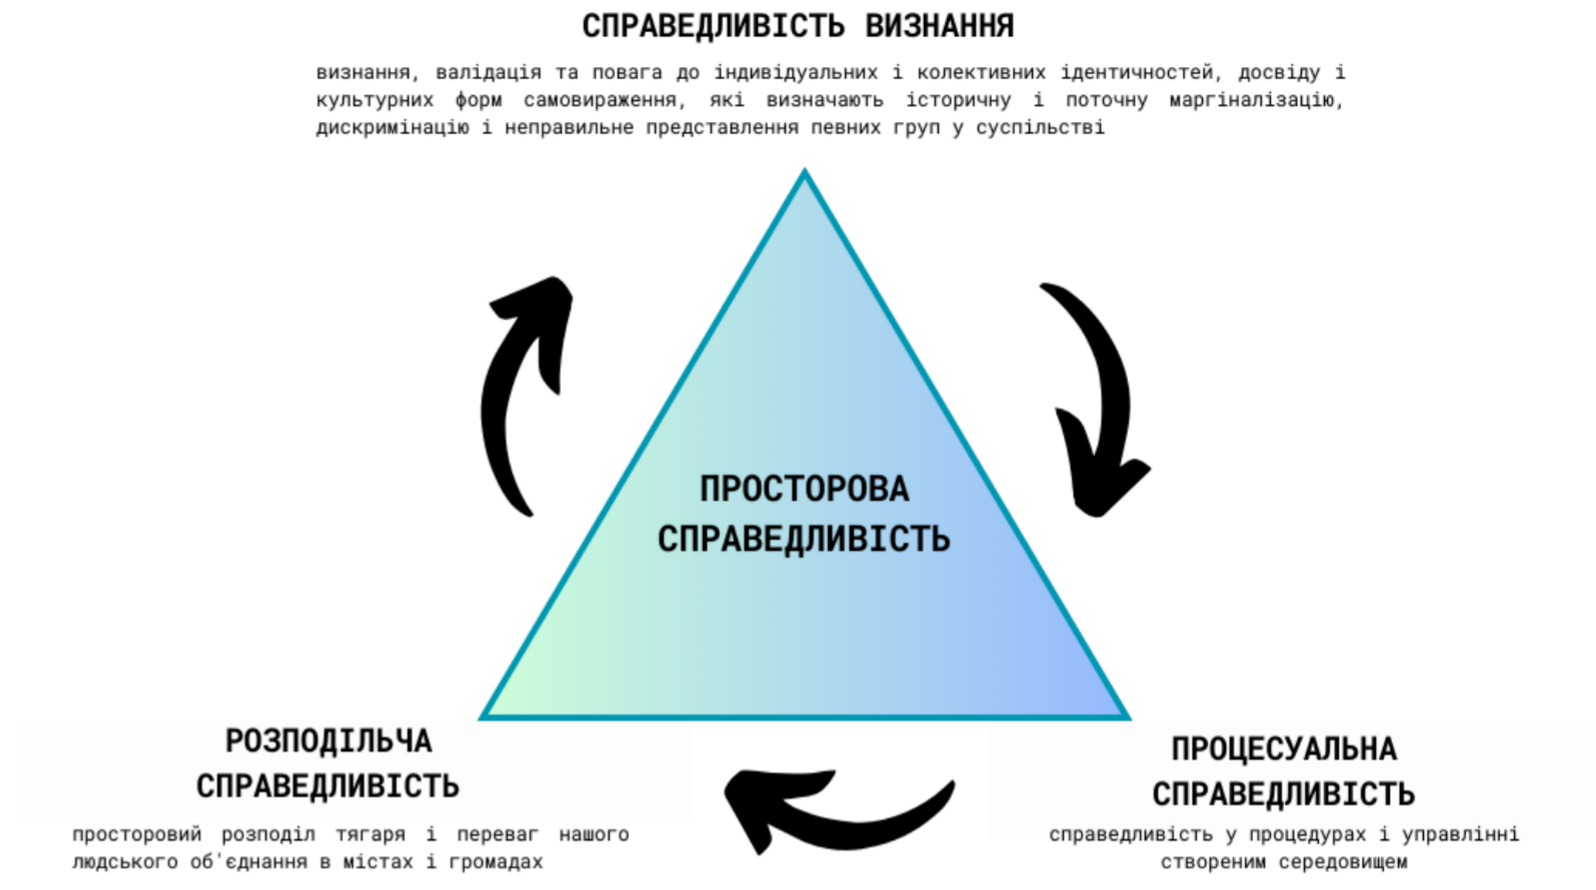 СПРАВЕДЛИВІСТЬ ВИЗНАННЯ
визнання, валідація та повага до індивідуальних і колективних ідентичностей, досвіду і
культурних форм самовираження, які визначають історичну і поточну маргіналізацію,
дискримінацію і неправильне представлення певних груп у суспільстві
ПРОСТОРОВА
СПРАВЕДЛИВІСТЬ
РОЗПОДІЛЬЧА
СПРАВЕДЛИВІСТЬ
просторовий розподіл тягаря і переваг нашого
людського об'єднання в містах і громадах
ПРОЦЕСУАЛЬНА
СПРАВЕДЛИВІСТЬ
справедливість у процедурах і управлінні
створеним середовищем